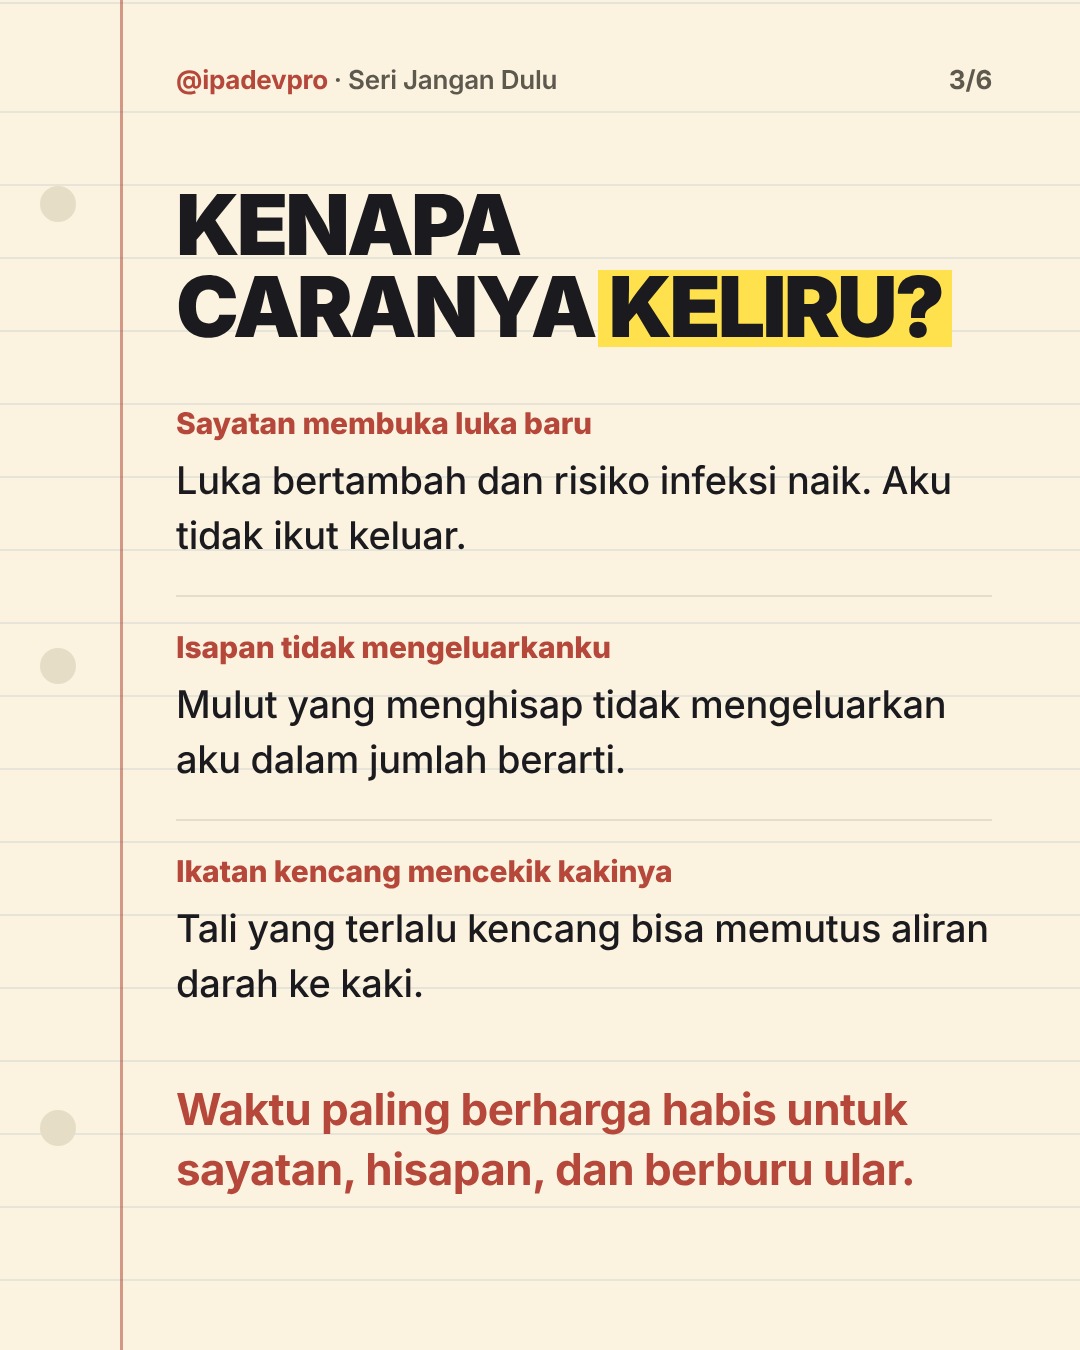 @ipadevpro · Seri Jangan Dulu
3/6
KENAPA
CARANYA KELIRU?
Sayatan membuka luka baru
Luka bertambah dan risiko infeksi naik. Aku
tidak ikut keluar.
Isapan tidak mengeluarkanku
Mulut yang menghisap tidak mengeluarkan
aku dalam jumlah berarti.
Ikatan kencang mencekik kakinya
Tali yang terlalu kencang bisa memutus aliran
darah ke kaki.
Waktu paling berharga habis untuk
sayatan, hisapan, dan berburu ular.